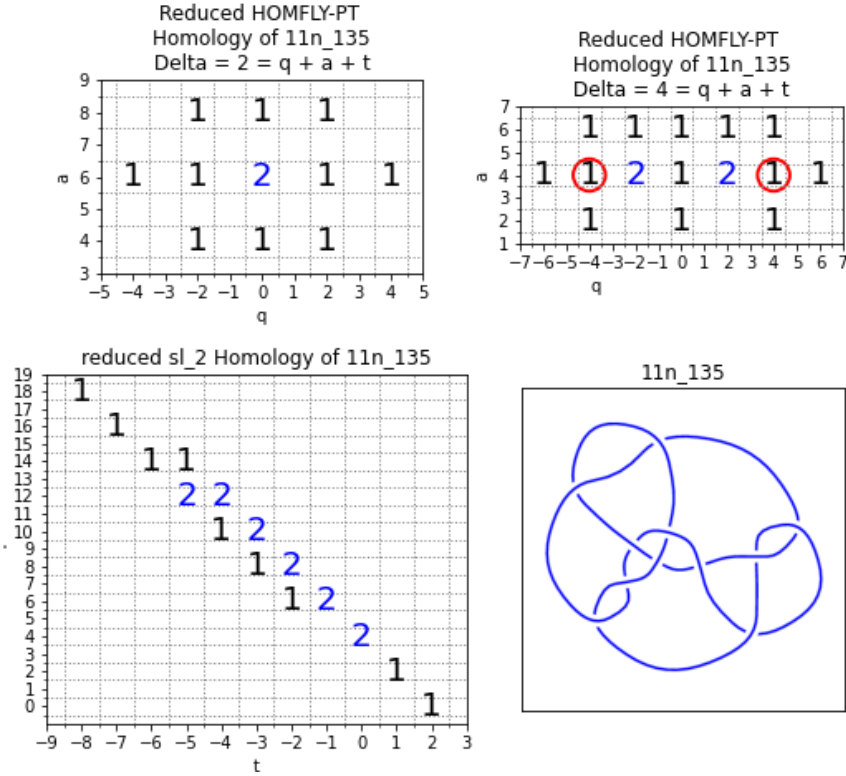 Reduced HOMFLY-PT
Homology of 11n_135
Delta = 2 = q + a + t
9
8 1 1 1
7
a 6 1 1 2 1 1
5
4 1 1 1
3
−5 −4 −3 −2 −1 0 1 2 3 4 5
q
Reduced HOMFLY-PT
Homology of 11n_135
Delta = 4 = q + a + t
7
6 1 1 1 1 1
5
a 4 1 1 2 1 2 1 1
3
2 1 1 1
1
−7 −6 −5 −4 −3 −2 −1 0 1 2 3 4 5 6 7
q
reduced sl_2 Homology of 11n_135
19
18 1
17
16 1
15
14 1 1
13
12 2 2
11
10 1 2
9
8 1 2
7
6 1 2
5
4 2
3
2 1
1
0 1
−9 −8 −7 −6 −5 −4 −3 −2 −1 0 1 2 3
t
11n_135